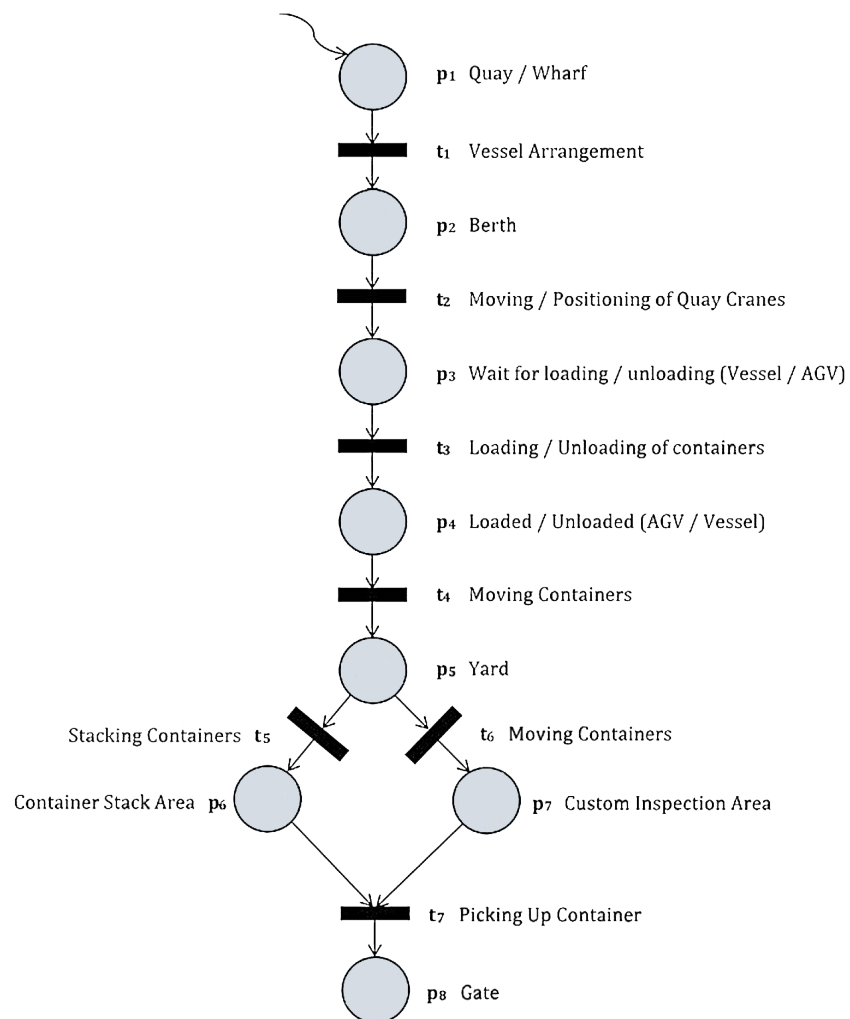 p1 Quay / Wharf
t1 Vessel Arrangement
p2 Berth
t2 Moving / Positioning of Quay Cranes
p3 Wait for loading / unloading (Vessel / AGV)
t3 Loading / Unloading of containers
p4 Loaded / Unloaded (AGV / Vessel)
t4 Moving Containers
p5 Yard
Stacking Containers t5
t6 Moving Containers
Container Stack Area p6
p7 Custom Inspection Area
t7 Picking Up Container
p8 Gate